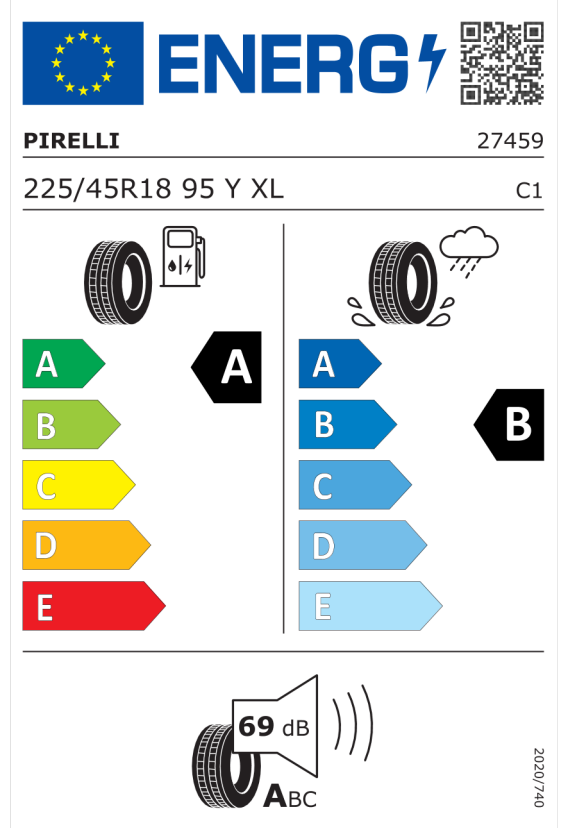 ENERG
PIRELLI 27459
225/45R18 95 Y XL C1
A A
B
C
D
E
A
B B
C
D
E
69 dB
ABC
2020/740